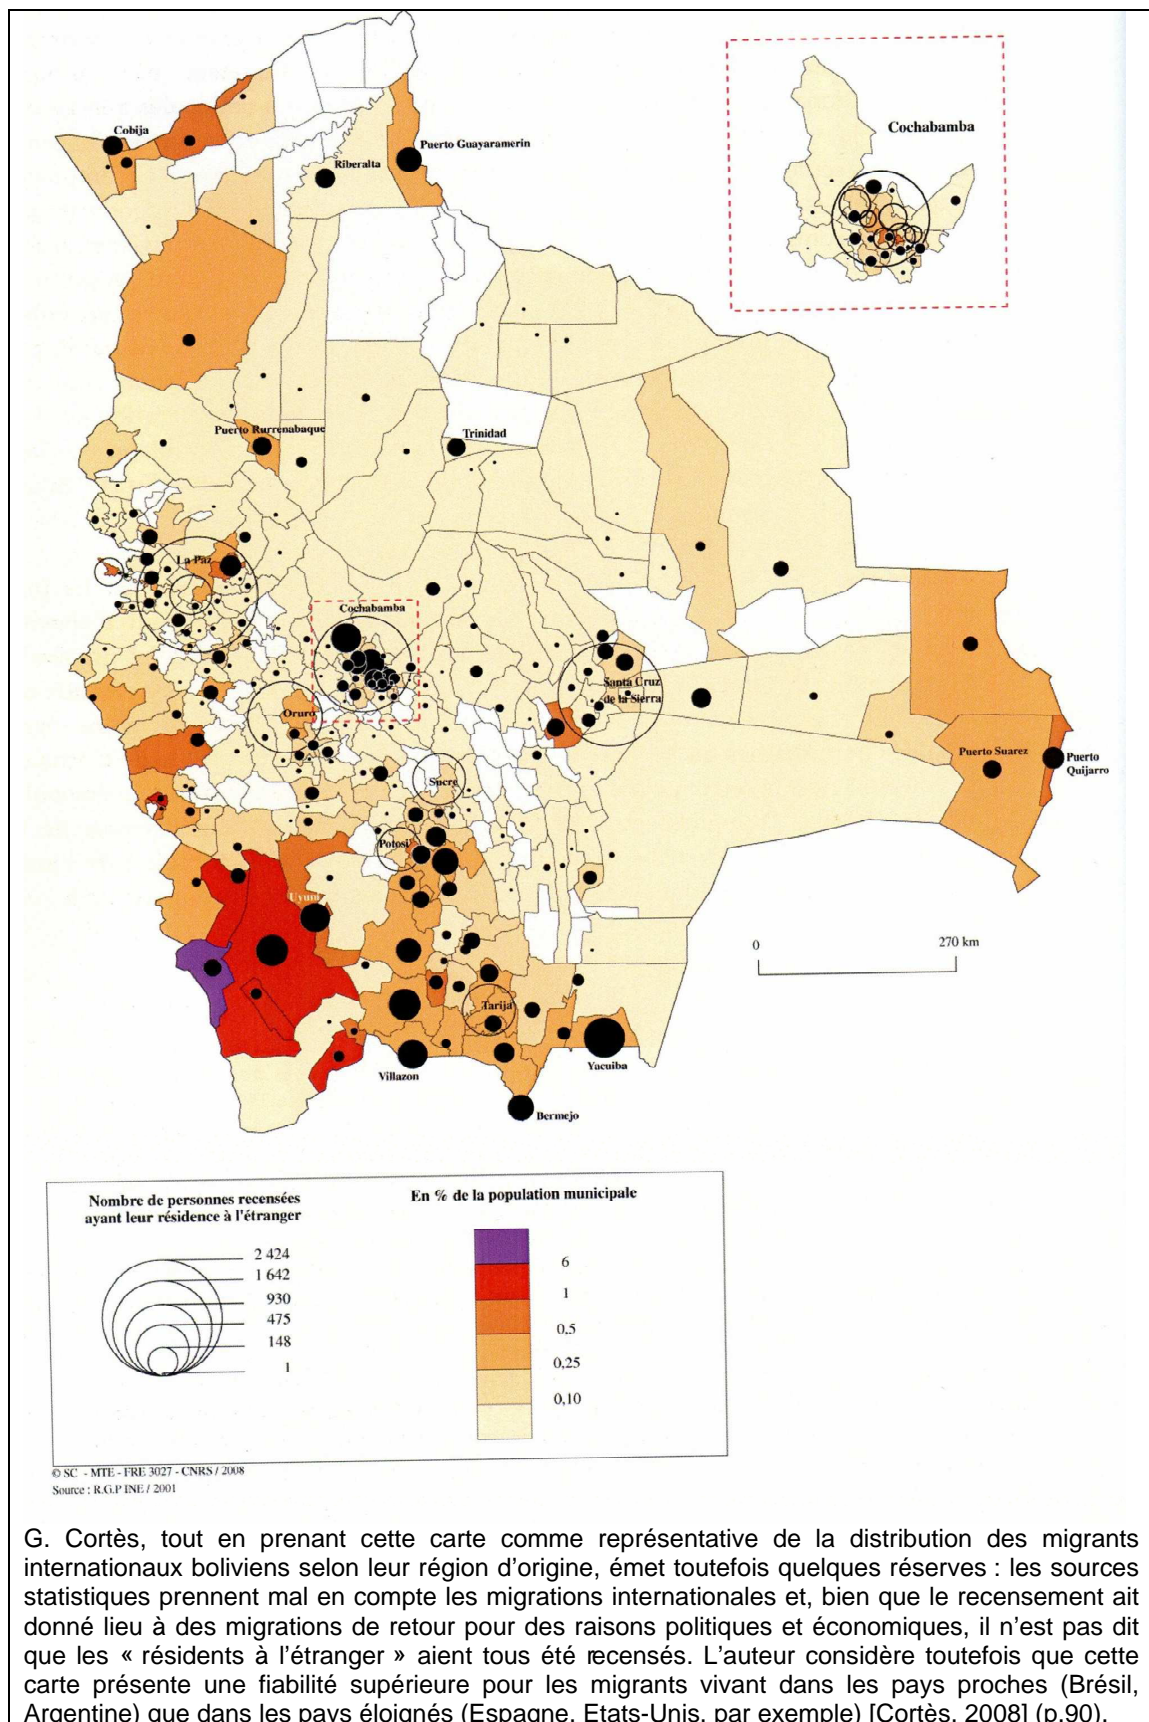 Cochabamba
Cobija
Puerto Guayaramerin
Riberalta
Puerto Rurrenabaque
Trinidad
La Paz
Cochabamba
Santa Cruz
de la Sierra
Oruro
Puerto Suarez
Puerto
Quijarro
Sucre
Potosi
Uyuni
0
270 km
Tarija
Villazon
Yacuiba
Bermejo
Nombre de personnes recensées
ayant leur résidence à l'étranger
2 424
1 642
930
475
148
1
En % de la population municipale
6
1
0.5
0,25
0,10
© SC - MTE - FRE 3027 - CNRS / 2008
Source : R.G.P INE / 2001
G. Cortès, tout en prenant cette carte comme représentative de la distribution des migrants
internationaux boliviens selon leur région d’origine, émet toutefois quelques réserves : les sources
statistiques prennent mal en compte les migrations internationales et, bien que le recensement ait
donné lieu à des migrations de retour pour des raisons politiques et économiques, il n’est pas dit
que les « résidents à l’étranger » aient tous été recensés. L’auteur considère toutefois que cette
carte présente une fiabilité supérieure pour les migrants vivant dans les pays proches (Brésil,
Argentine) que dans les pays éloignés (Espagne, Etats-Unis, par exemple) [Cortès, 2008] (p.90).